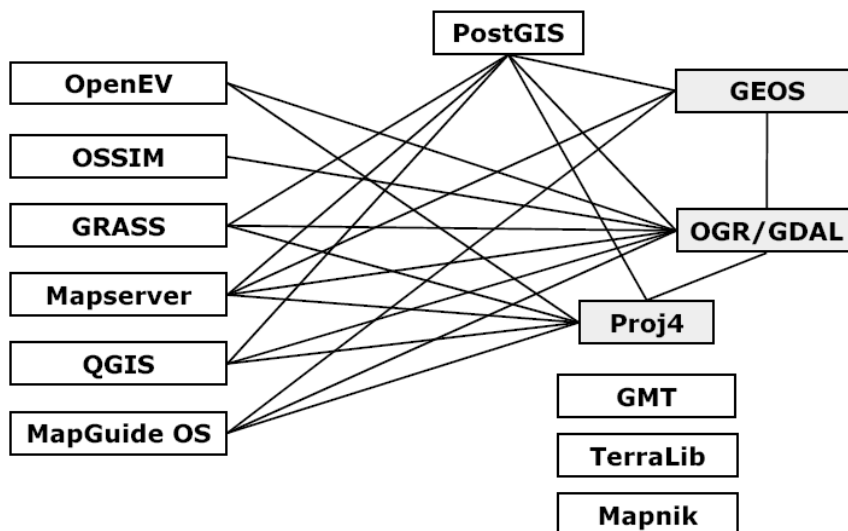 PostGIS
OpenEV
GEOS
OSSIM
GRASS
OGR/GDAL
Mapserver
Proj4
QGIS
GMT
MapGuide OS
TerraLib
Mapnik